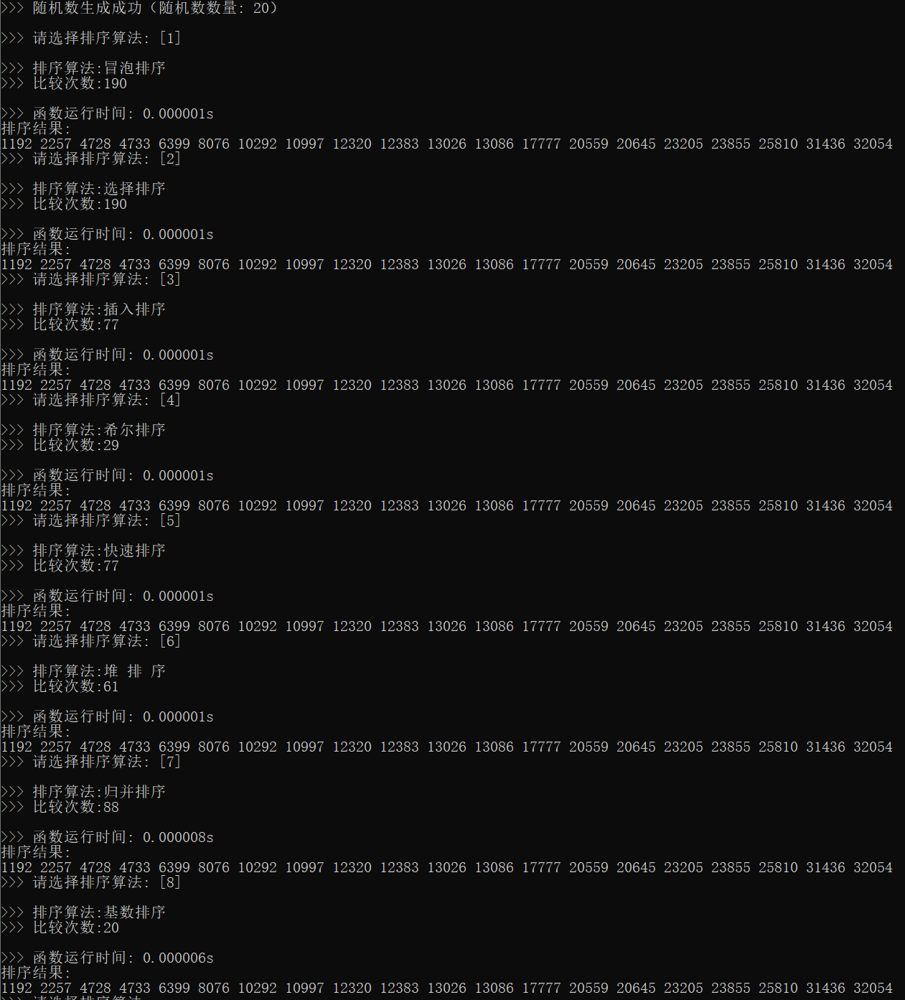 >>> 随机数生成成功（随机数数量: 20）
>>> 请选择排序算法: [1]
>>> 排序算法:冒泡排序
>>> 比较次数:190
>>> 函数运行时间: 0.000001s
排序结果:
1192 2257 4728 4733 6399 8076 10292 10997 12320 12383 13026 13086 17777 20559 20645 23205 23855 25810 31436 32054
>>> 请选择排序算法: [2]
>>> 排序算法:选择排序
>>> 比较次数:190
>>> 函数运行时间: 0.000001s
排序结果:
1192 2257 4728 4733 6399 8076 10292 10997 12320 12383 13026 13086 17777 20559 20645 23205 23855 25810 31436 32054
>>> 请选择排序算法: [3]
>>> 排序算法:插入排序
>>> 比较次数:77
>>> 函数运行时间: 0.000001s
排序结果:
1192 2257 4728 4733 6399 8076 10292 10997 12320 12383 13026 13086 17777 20559 20645 23205 23855 25810 31436 32054
>>> 请选择排序算法: [4]
>>> 排序算法:希尔排序
>>> 比较次数:29
>>> 函数运行时间: 0.000001s
排序结果:
1192 2257 4728 4733 6399 8076 10292 10997 12320 12383 13026 13086 17777 20559 20645 23205 23855 25810 31436 32054
>>> 请选择排序算法: [5]
>>> 排序算法:快速排序
>>> 比较次数:77
>>> 函数运行时间: 0.000001s
排序结果:
1192 2257 4728 4733 6399 8076 10292 10997 12320 12383 13026 13086 17777 20559 20645 23205 23855 25810 31436 32054
>>> 请选择排序算法: [6]
>>> 排序算法:堆 排 序
>>> 比较次数:61
>>> 函数运行时间: 0.000001s
排序结果:
1192 2257 4728 4733 6399 8076 10292 10997 12320 12383 13026 13086 17777 20559 20645 23205 23855 25810 31436 32054
>>> 请选择排序算法: [7]
>>> 排序算法:归并排序
>>> 比较次数:88
>>> 函数运行时间: 0.000008s
排序结果:
1192 2257 4728 4733 6399 8076 10292 10997 12320 12383 13026 13086 17777 20559 20645 23205 23855 25810 31436 32054
>>> 请选择排序算法: [8]
>>> 排序算法:基数排序
>>> 比较次数:20
>>> 函数运行时间: 0.000006s
排序结果:
1192 2257 4728 4733 6399 8076 10292 10997 12320 12383 13026 13086 17777 20559 20645 23205 23855 25810 31436 32054